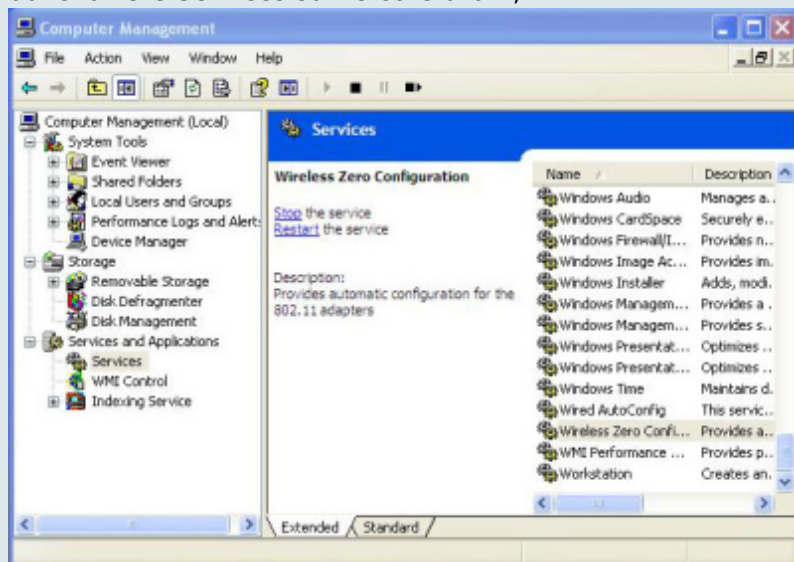 Computer Management
File Action View Window Help
Computer Management (Local)
System Tools
Event Viewer
Shared Folders
Local Users and Groups
Performance Logs and Alert:
Device Manager
Storage
Removable Storage
Disk Defragmenter
Disk Management
Services and Applications
Services
WMI Control
Indexing Service
Services
Wireless Zero Configuration
Stop the service
Restart the service
Description:
Provides automatic configuration for the
802.11 adapters
Name Description
Windows Audio Manages a..
Windows CardSpace Securely e...
Windows Firewall/I... Provides n...
Windows Image Ac... Provides im.
Windows Installer Adds, modi.
Windows Managem... Provides a .
Windows Managem... Provides s...
Windows Presentat... Optimizes ..
Windows Presentat... Optimizes ..
Windows Time Maintains d.
Wired AutoConfig This servic...
Wireless Zero Confi... Provides a...
WMI Performance ... Provides p...
Workstation Creates an.
Extended Standard